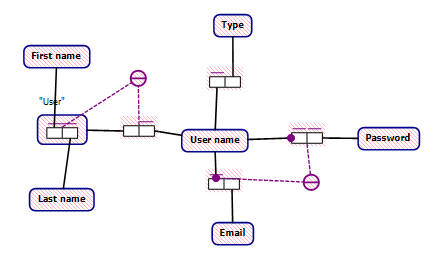 Type
First name
"User"
User name
Password
Last name
Email